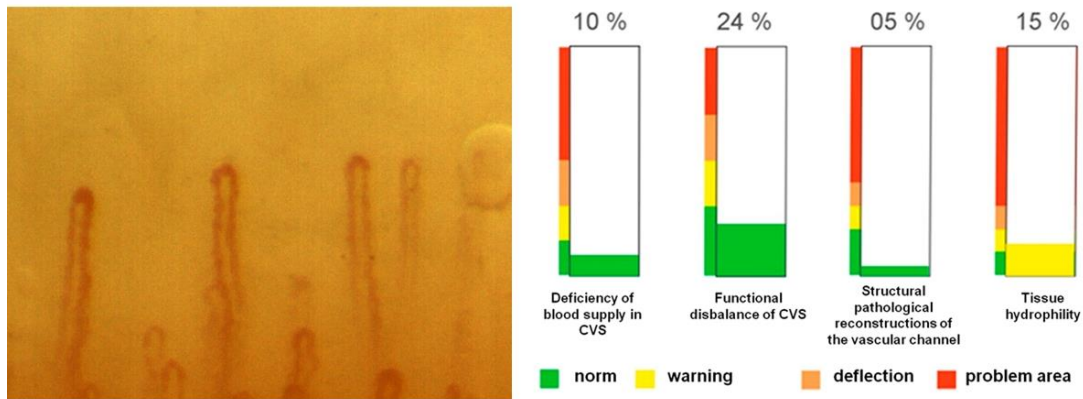 10 %
24 %
05 %
15 %
Deficiency of
blood supply in
CVS
Functional
disbalance of CVS
Structural
pathological
reconstructions of
the vascular channel
Tissue
hydrophility
norm
warning
deflection
problem area